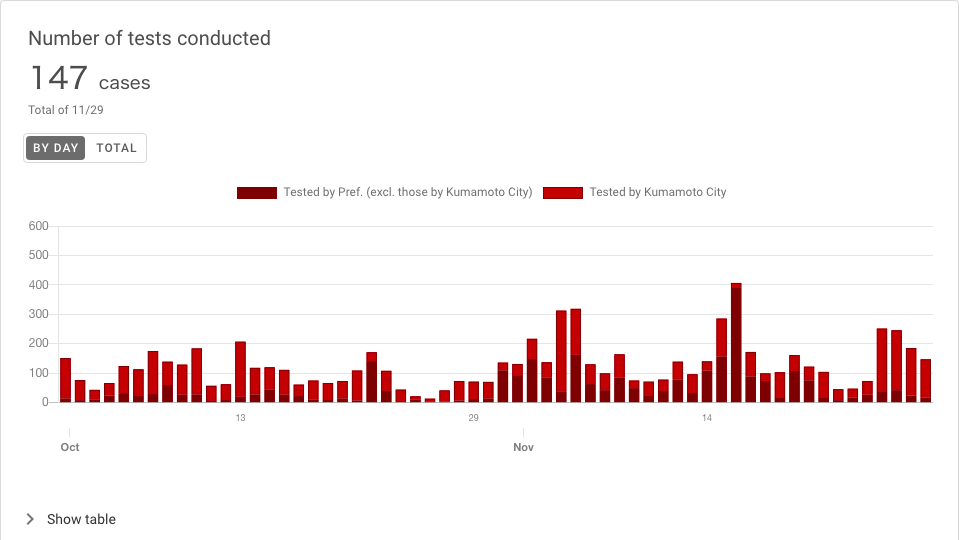 Number of tests conducted
147 cases
Total of 11/29
BY DAY TOTAL
Tested by Pref. (excl. those by Kumamoto City) Tested by Kumamoto City
600
500
400
300
200
100
0
13 29 14
Oct Nov
Show table